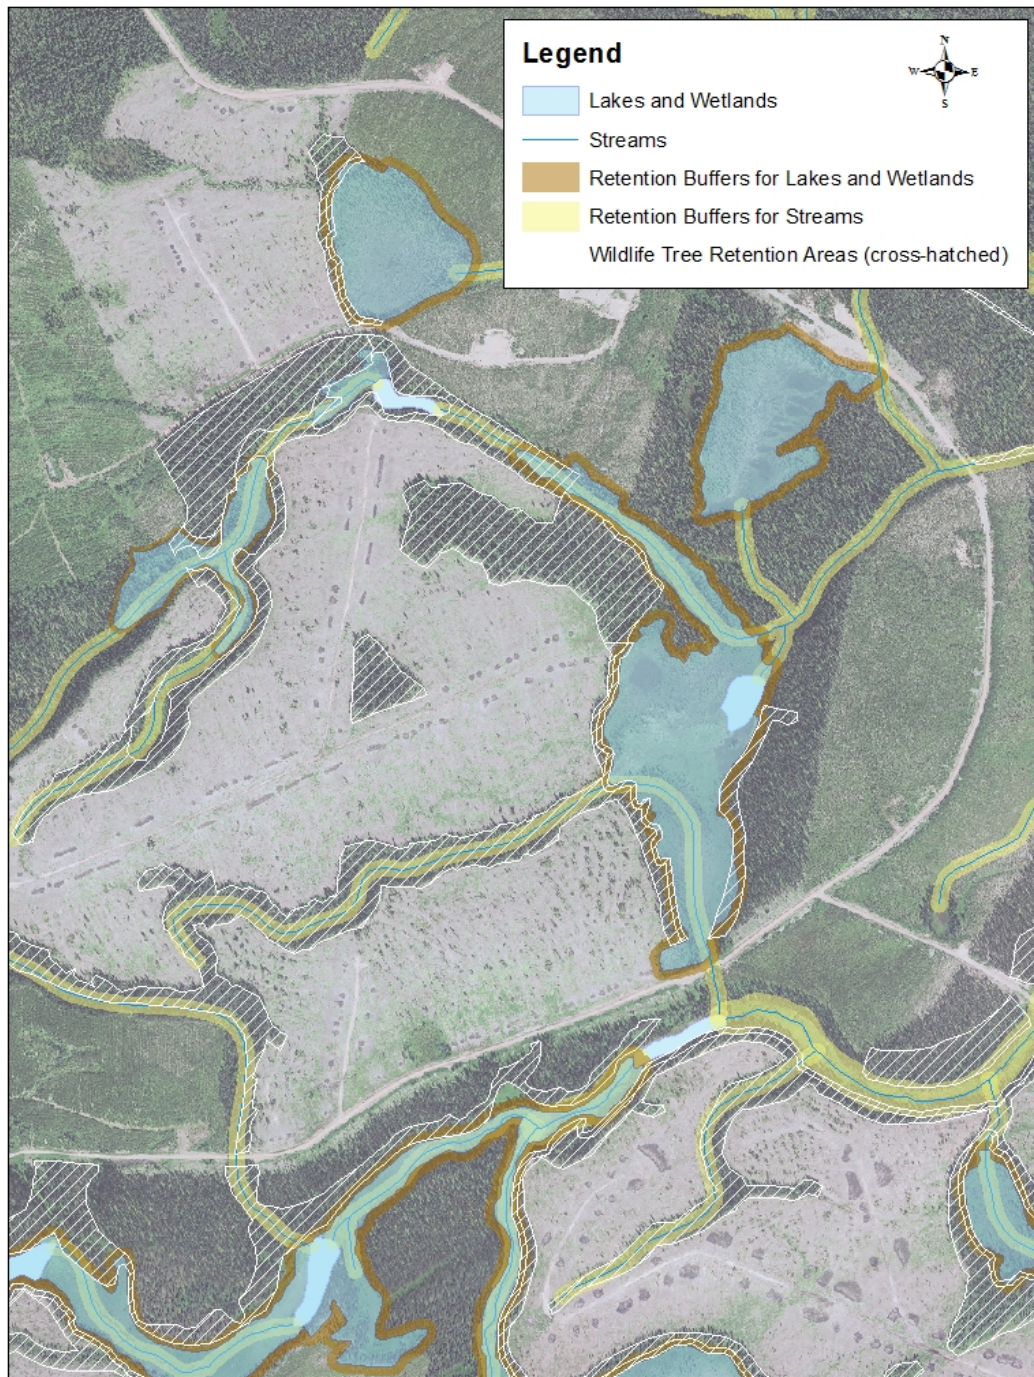 Legend
N
W E
S
Lakes and Wetlands
Streams
Retention Buffers for Lakes and Wetlands
Retention Buffers for Streams
Wildlife Tree Retention Areas (cross-hatched)